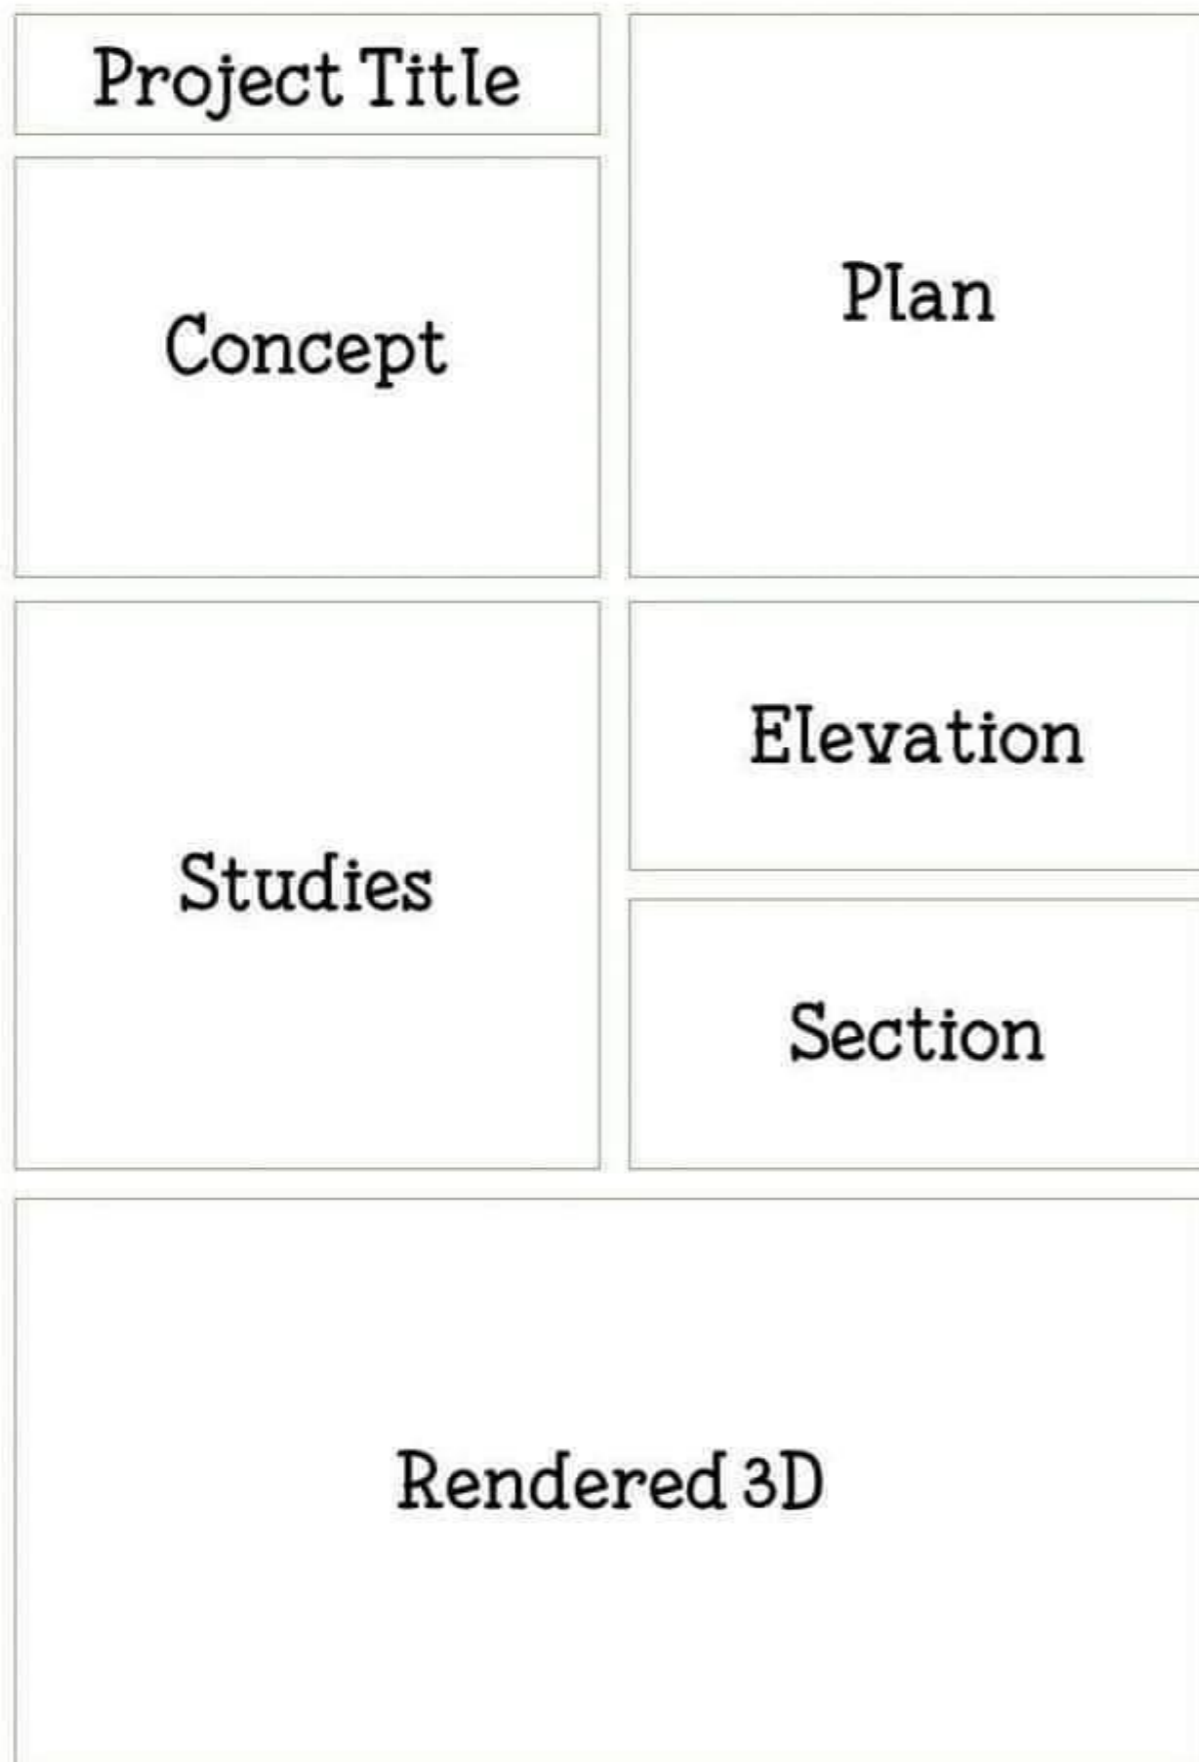 Project Title
Concept
Plan
Studies
Elevation
Section
Rendered 3D